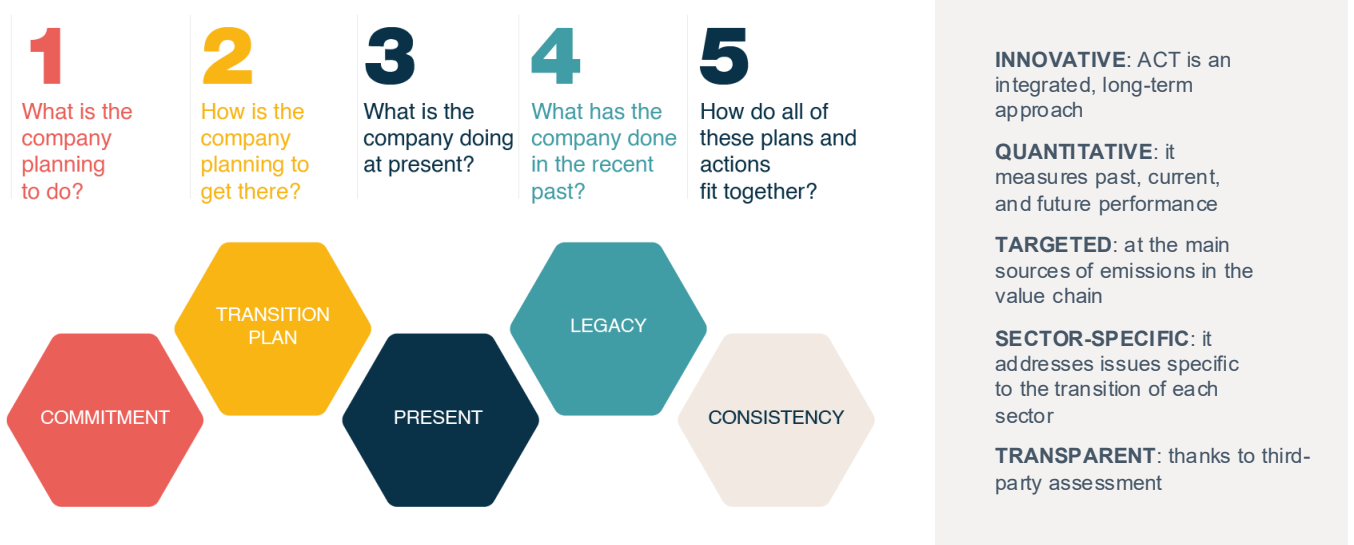 1
What is the
company
planning
to do?
2
How is the
company
planning to
get there?
3
What is the
company doing
at present?
4
What has the
company done
in the recent
past?
5
How do all of
these plans and
actions
fit together?
COMMITMENT
TRANSITION
PLAN
PRESENT
LEGACY
CONSISTENCY
INNOVATIVE: ACT is an
integrated, long-term
approach
QUANTITATIVE: it
measures past, current,
and future performance
TARGETED: at the main
sources of emissions in the
value chain
SECTOR-SPECIFIC: it
addresses issues specific
to the transition of each
sector
TRANSPARENT: thanks to third-
party assessment